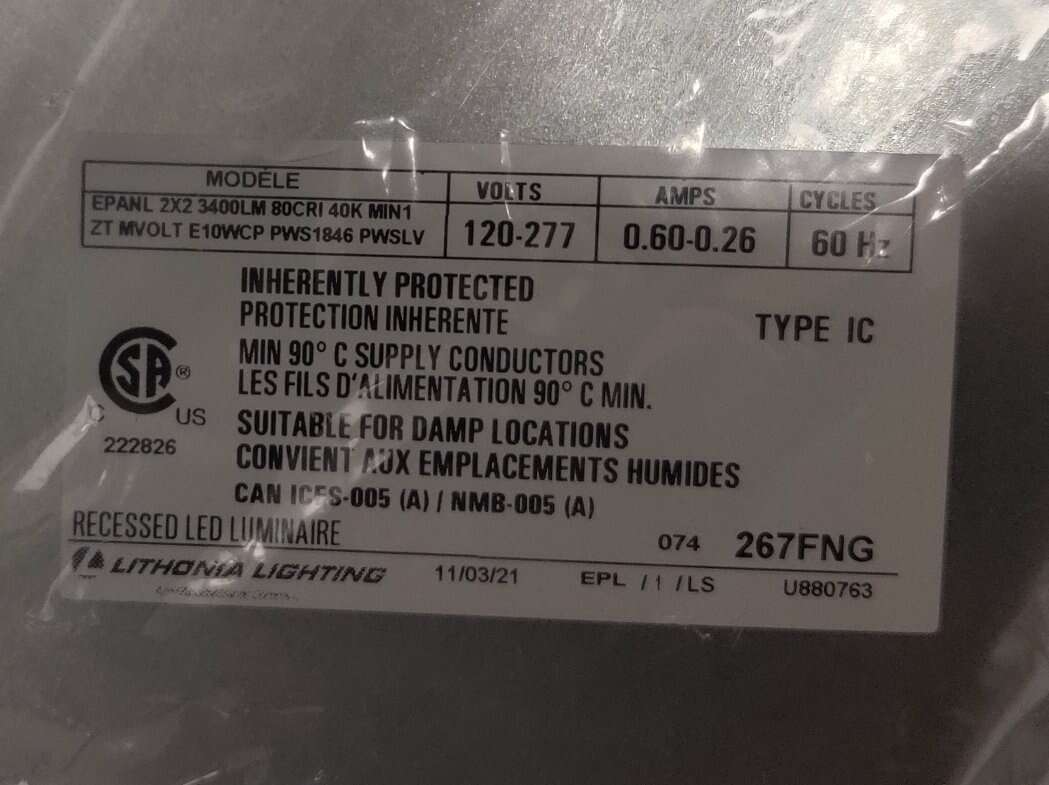 MODÈLE VOLTS AMPS CYCLES
EPANL 2X2 3400LM 80CRI 40K MIN1
ZT MVOLT E10WCP PWS1846 PWSLV 120-277 0.60-0.26 60 Hz
INHERENTLY PROTECTED
PROTECTION INHERENTE
TYPE IC
MIN 90° C SUPPLY CONDUCTORS
LES FILS D'ALIMENTATION 90° C MIN.
SA ®
C US
222826
SUITABLE FOR DAMP LOCATIONS
CONVIENT AUX EMPLACEMENTS HUMIDES
CAN ICES-005 (A) / NMB-005 (A)
RECESSED LED LUMINAIRE 074 267FNG
LITHONIA LIGHTING 11/03/21 EPL /1 /LS U880763